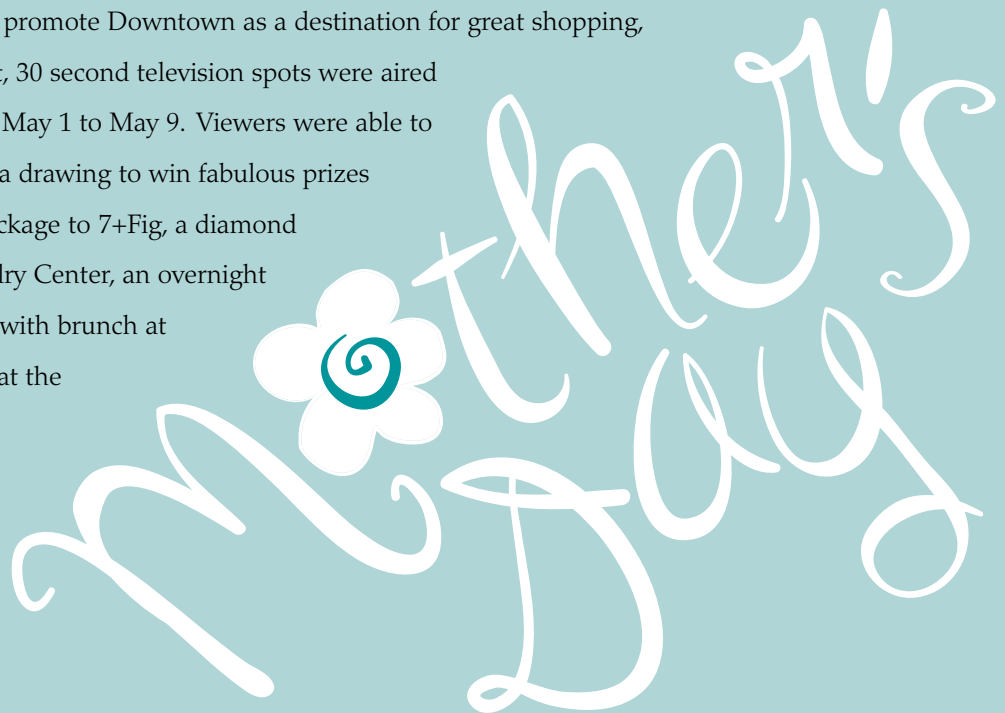 promote Downtown as a destination for great shopping,
, 30 second television spots were aired
May 1 to May 9. Viewers were able to
a drawing to win fabulous prizes
ckage to 7+Fig, a diamond
lry Center, an overnight
with brunch at
at the
Mother's
Day